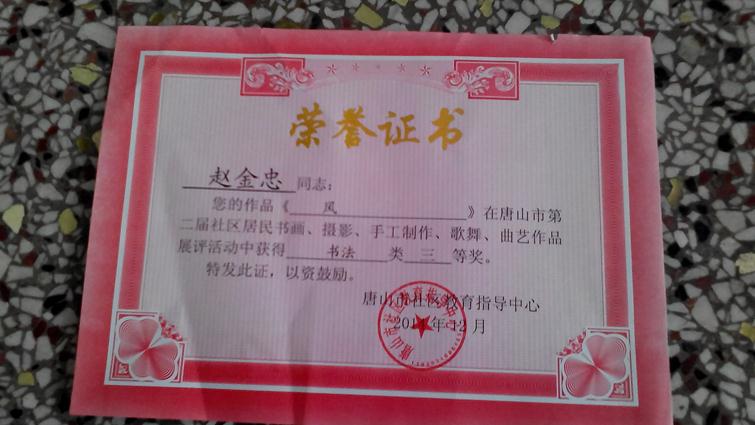 荣誉证书
赵金忠同志：
您的作品《风》在唐山市第
二届社区居民书画、摄影、手工制作、歌舞、曲艺作品
展评活动中获得书法类三等奖。
特发此证，以资鼓励。
唐山市社区教育指导中心
年12月